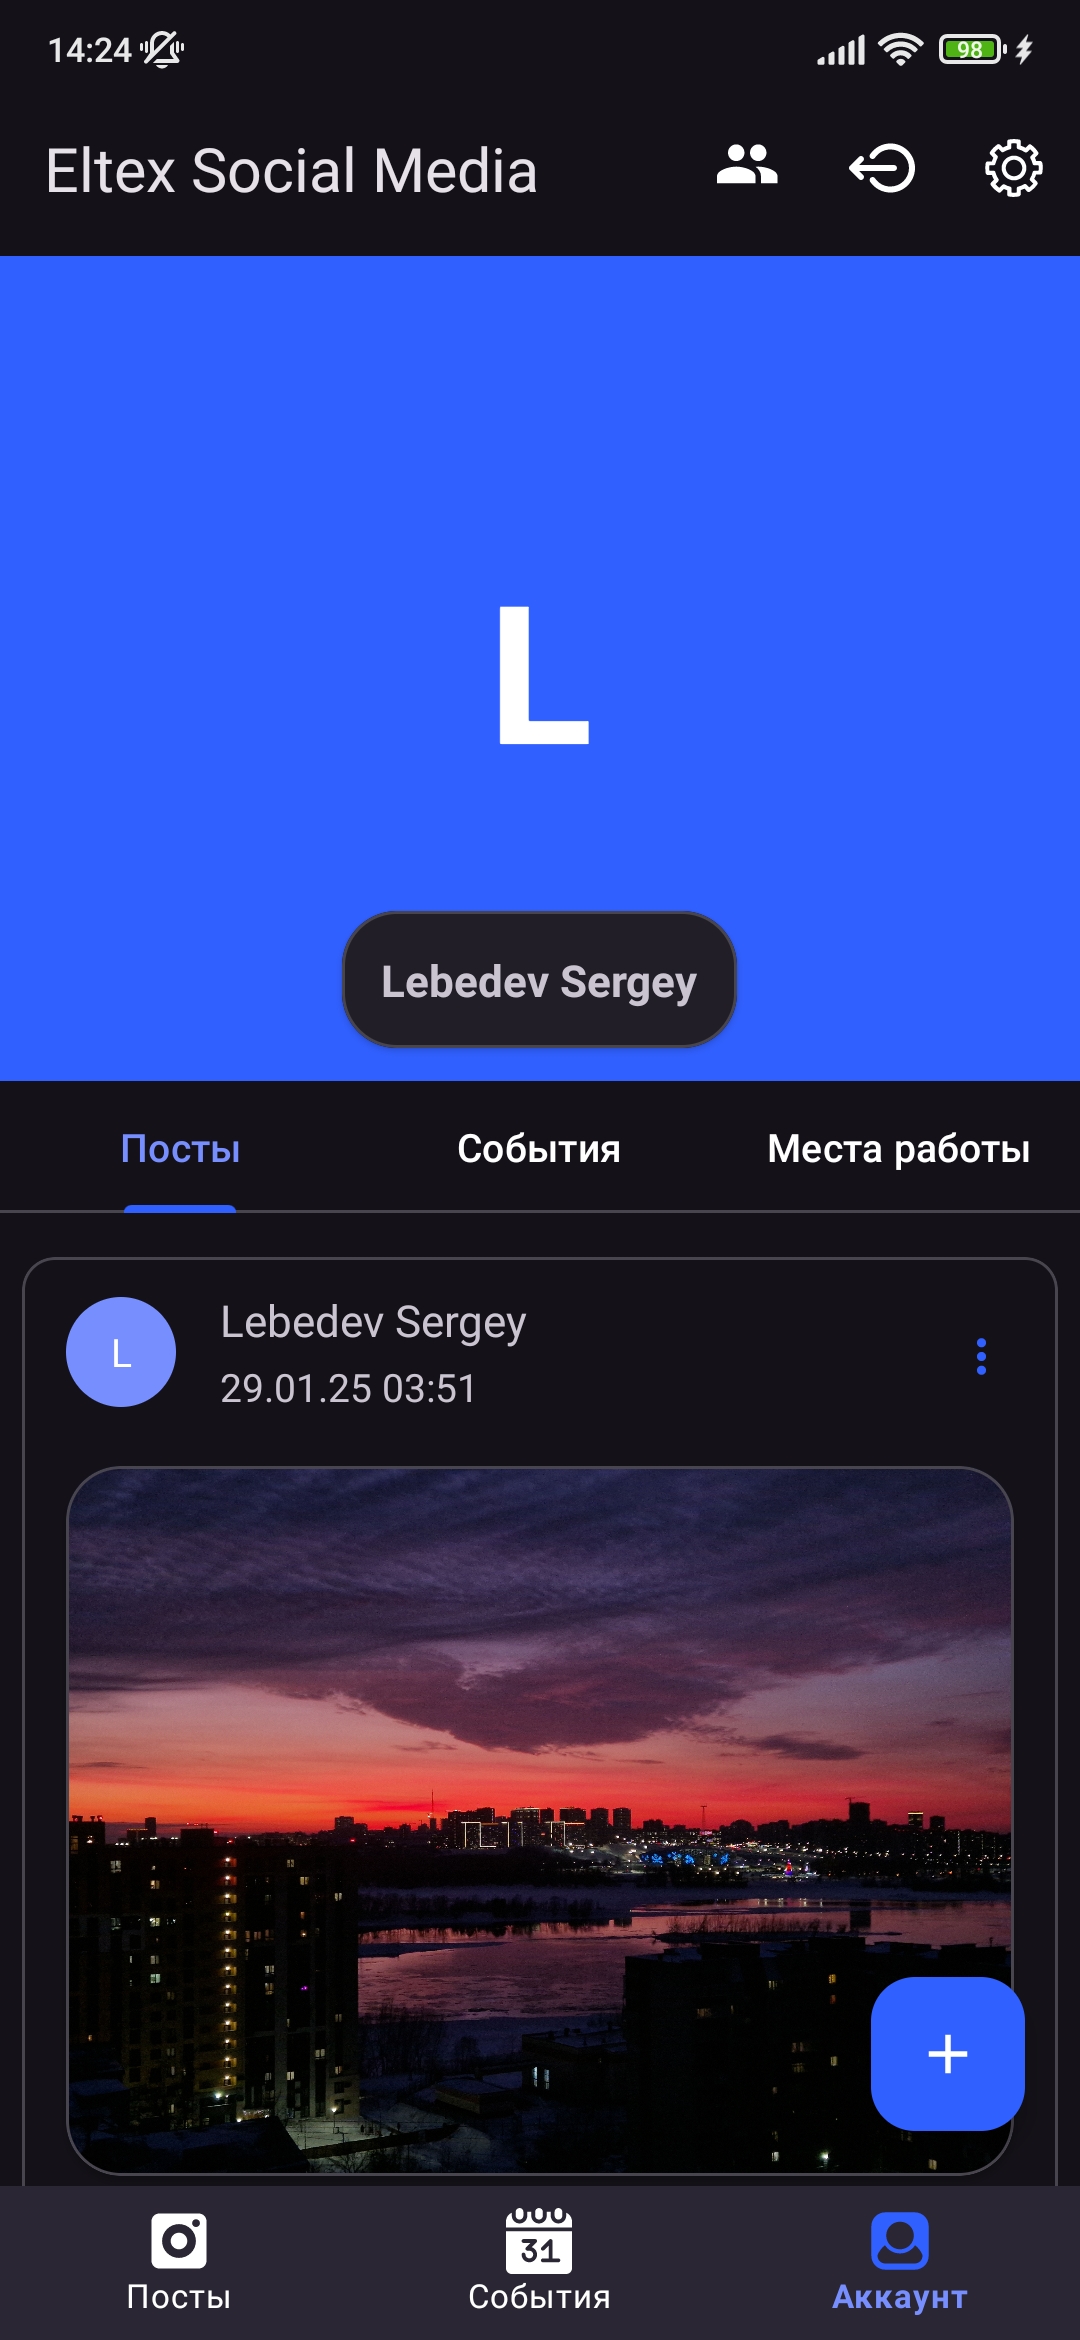 14:24
98
Eltex Social Media
L
Lebedev Sergey
Посты
События
Места работы
L
Lebedev Sergey
29.01.25 03:51
+
31
Посты
События
Аккаунт